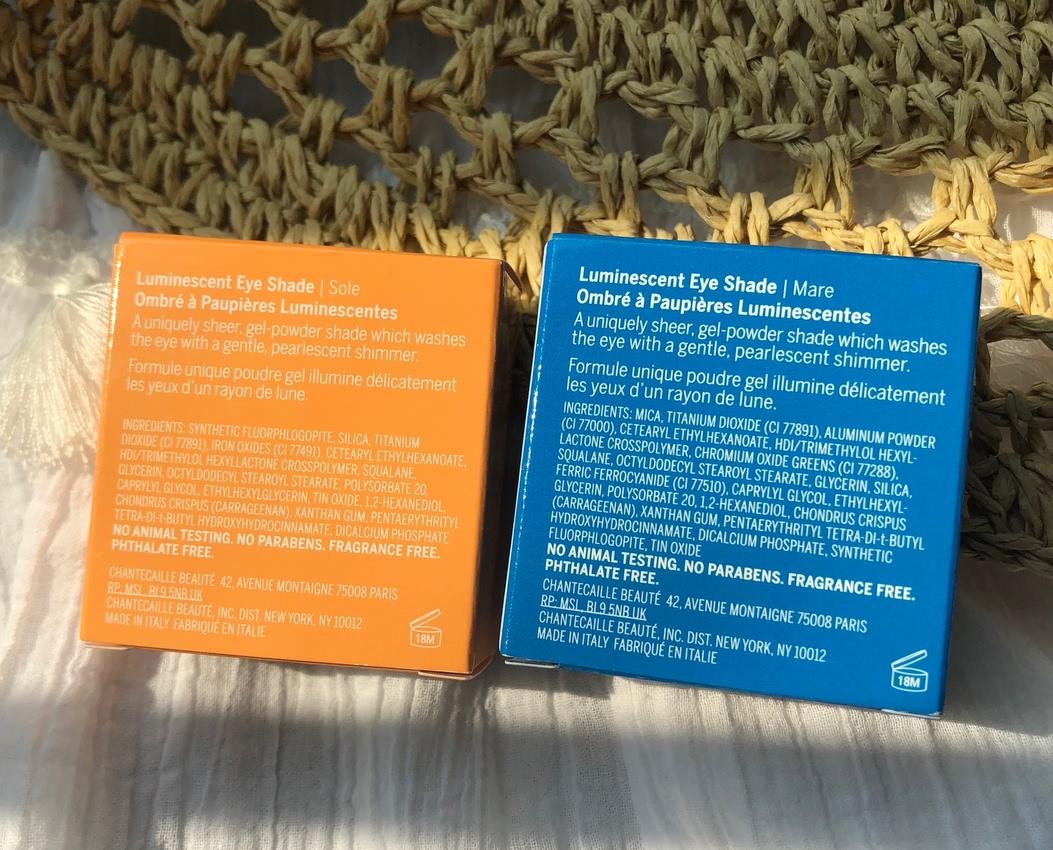 Luminescent Eye Shade | Sole
Ombré à Paupières Luminescentes
A uniquely sheer, gel-powder shade which washes
the eye with a gentle, pearlescent shimmer.
Formule unique poudre gel illumine délicatement
les yeux d'un rayon de lune.
INGREDIENTS: SYNTHETIC FLUORPHLOGOPITE, SILICA, TITANIUM
DIOXIDE (CI 77891), IRON OXIDES (CI 77491), CETEARYL ETHYLHEXANOATE,
HDI/TRIMETHYLOL HEXYLLACTONE CROSSPOLYMER, SQUALANE,
GLYCERIN, OCTYLDODECYL STEAROYL STEARATE, POLYSORBATE 20,
CAPRYLYL GLYCOL, ETHYLHEXYLGLYCERIN, TIN OXIDE, 1,2-HEXANEDIOL,
CHONDRUS CRISPUS (CARRAGEENAN), XANTHAN GUM, PENTAERYTHRITYL
TETRA-DI-t-BUTYL HYDROXYHYDROCINNAMATE, DICALCIUM PHOSPHATE
NO ANIMAL TESTING. NO PARABENS. FRAGRANCE FREE.
PHTHALATE FREE.
CHANTECAILLE BEAUTÉ 42, AVENUE MONTAIGNE 75008 PARIS
RP: MSL, BL9 5NB UK
CHANTECAILLE BEAUTÉ, INC. DIST. NEW YORK, NY 10012
MADE IN ITALY FABRIQUÉ EN ITALIE
18M
Luminescent Eye Shade | Mare
Ombré à Paupières Luminescentes
A uniquely sheer, gel-powder shade which washes
the eye with a gentle, pearlescent shimmer.
Formule unique poudre gel illumine délicatement
les yeux d'un rayon de lune.
INGREDIENTS: MICA, TITANIUM DIOXIDE (CI 77891), ALUMINUM POWDER
(CI 77000), CETEARYL ETHYLHEXANOATE, HDI/TRIMETHYLOL HEXYL-
LACTONE CROSSPOLYMER, CHROMIUM OXIDE GREENS (CI 77288),
SQUALANE, OCTYLDODECYL STEAROYL STEARATE, GLYCERIN, SILICA,
FERRIC FERROCYANIDE (CI 77510), CAPRYLYL GLYCOL, ETHYLHEXYL-
GLYCERIN, POLYSORBATE 20, 1,2-HEXANEDIOL, CHONDRUS CRISPUS
(CARRAGEENAN), XANTHAN GUM, PENTAERYTHRITYL TETRA-DI-t-BUTYL
HYDROXYHYDROCINNAMATE, DICALCIUM PHOSPHATE, SYNTHETIC
FLUORPHLOGOPITE, TIN OXIDE
NO ANIMAL TESTING. NO PARABENS. FRAGRANCE FREE.
PHTHALATE FREE.
CHANTECAILLE BEAUTÉ 42, AVENUE MONTAIGNE 75008 PARIS
RP: MSL, BL9 5NB UK
CHANTECAILLE BEAUTÉ, INC. DIST. NEW YORK, NY 10012
MADE IN ITALY FABRIQUÉ EN ITALIE
18M